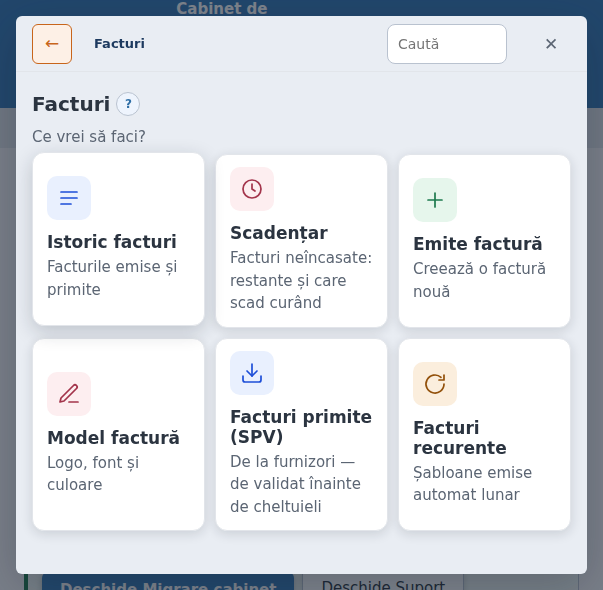 Cabinet de
←
Facturi
Caută
✕
Facturi
?
Ce vrei să faci?
Istoric facturi
Facturile emise și
primite
Scadențar
Facturi neîncasate:
restante și care
scad curând
Emite factură
Creează o factură
nouă
Model factură
Logo, font și
culoare
Facturi primite
(SPV)
De la furnizori —
de validat înainte
de cheltuieli
Facturi
recurente
Șabloane emise
automat lunar
Deschide Migrare cabinet
Deschide Suport